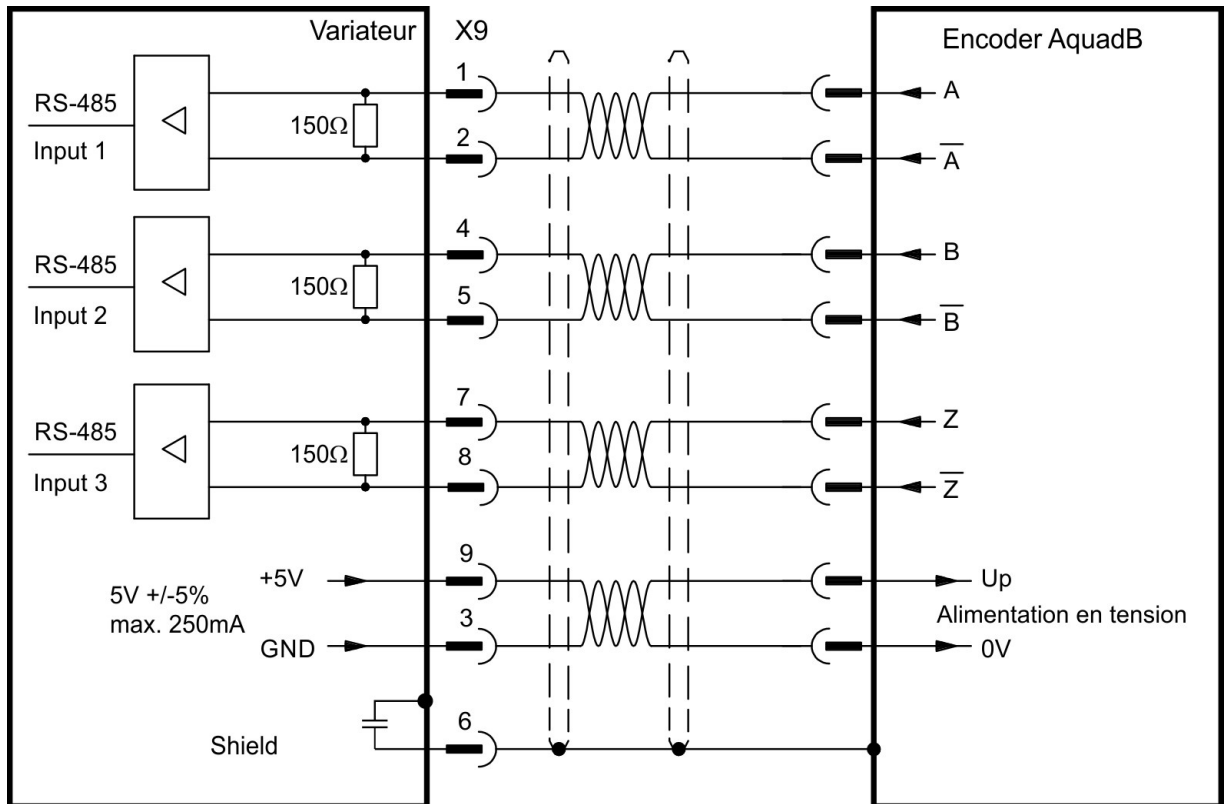 Variateur
X9
Encoder AquadB
1
RS-485
150Ω
A
2
Input 1
A̅
4
RS-485
150Ω
B
5
Input 2
B̅
7
RS-485
150Ω
Z
8
Input 3
Z̅
9
+5V
Up
5V +/-5%
max. 250mA
Alimentation en tension
3
GND
0V
6
Shield